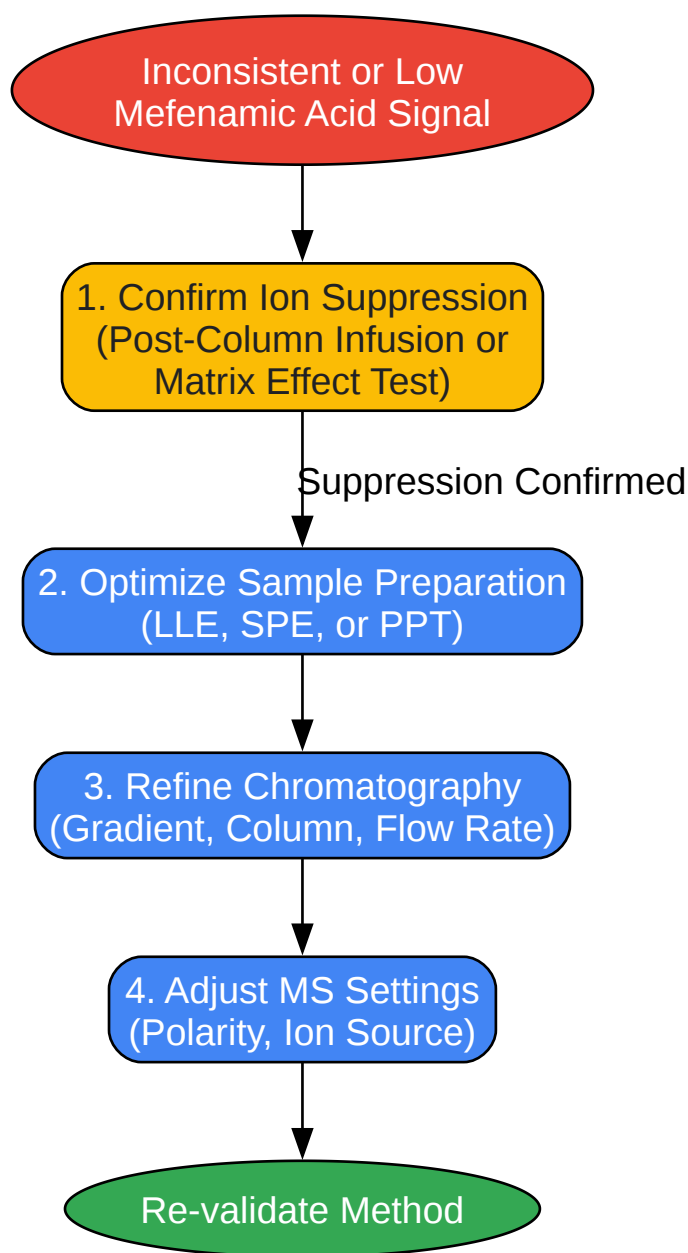 Inconsistent or Low
Mefenamic Acid Signal
1. Confirm Ion Suppression
(Post-Column Infusion or
Matrix Effect Test)
Suppression Confirmed
2. Optimize Sample Preparation
(LLE, SPE, or PPT)
3. Refine Chromatography
(Gradient, Column, Flow Rate)
4. Adjust MS Settings
(Polarity, Ion Source)
Re-validate Method